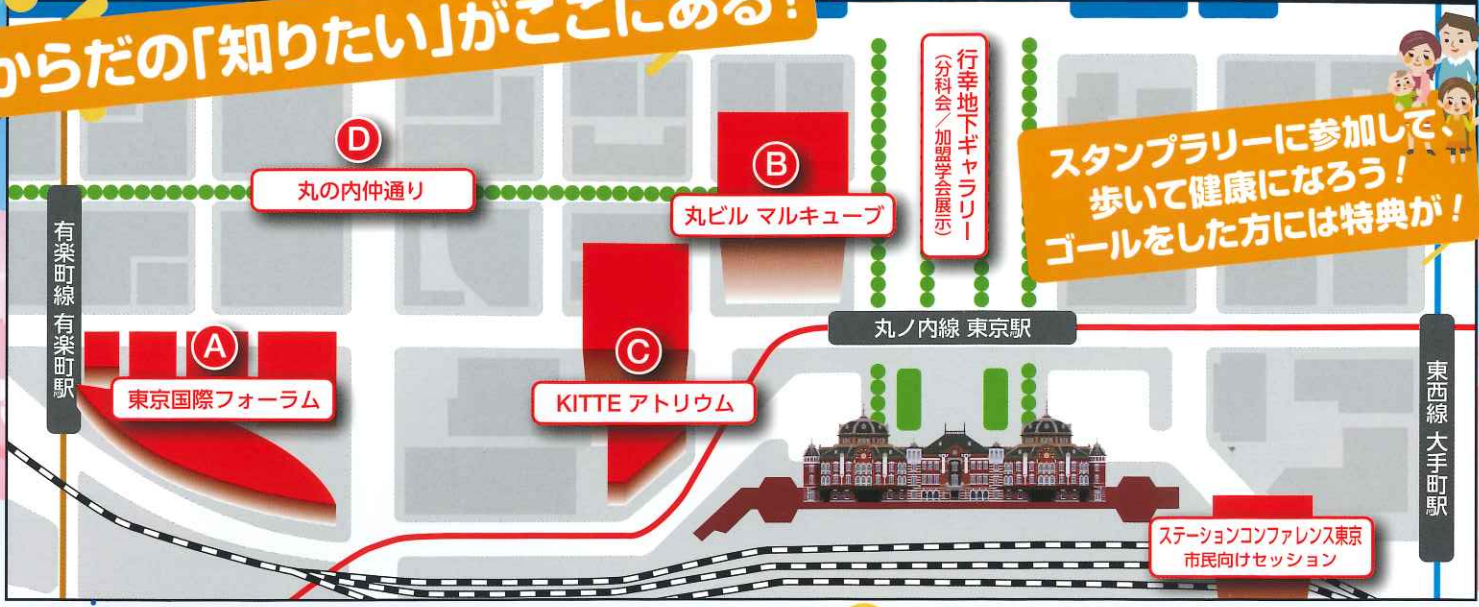 からだの「知りたい」がここにある!
スタンプラリーに参加して、
歩いて健康になろう!
ゴールをした方には特典が!
行幸地下ギャラリー
(分科会/加盟学会展示)
D
丸の内仲通り
B
丸ビル マルキューブ
有楽町線 有楽町駅
A
東京国際フォーラム
C
KITTE アトリウム
丸ノ内線 東京駅
東西線 大手町駅
ステーションコンファレンス東京
市民向けセッション